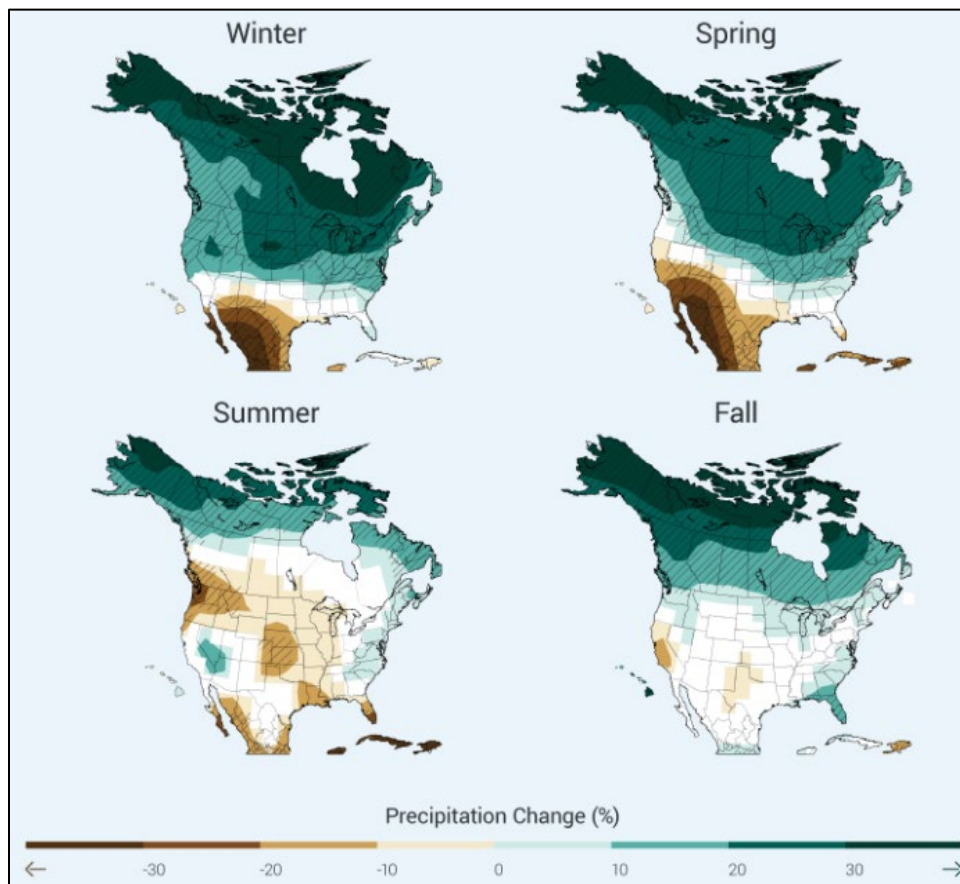 Winter
Spring
Summer
Fall
Precipitation Change (%)
← -30 -20 -10 0 10 20 30 →